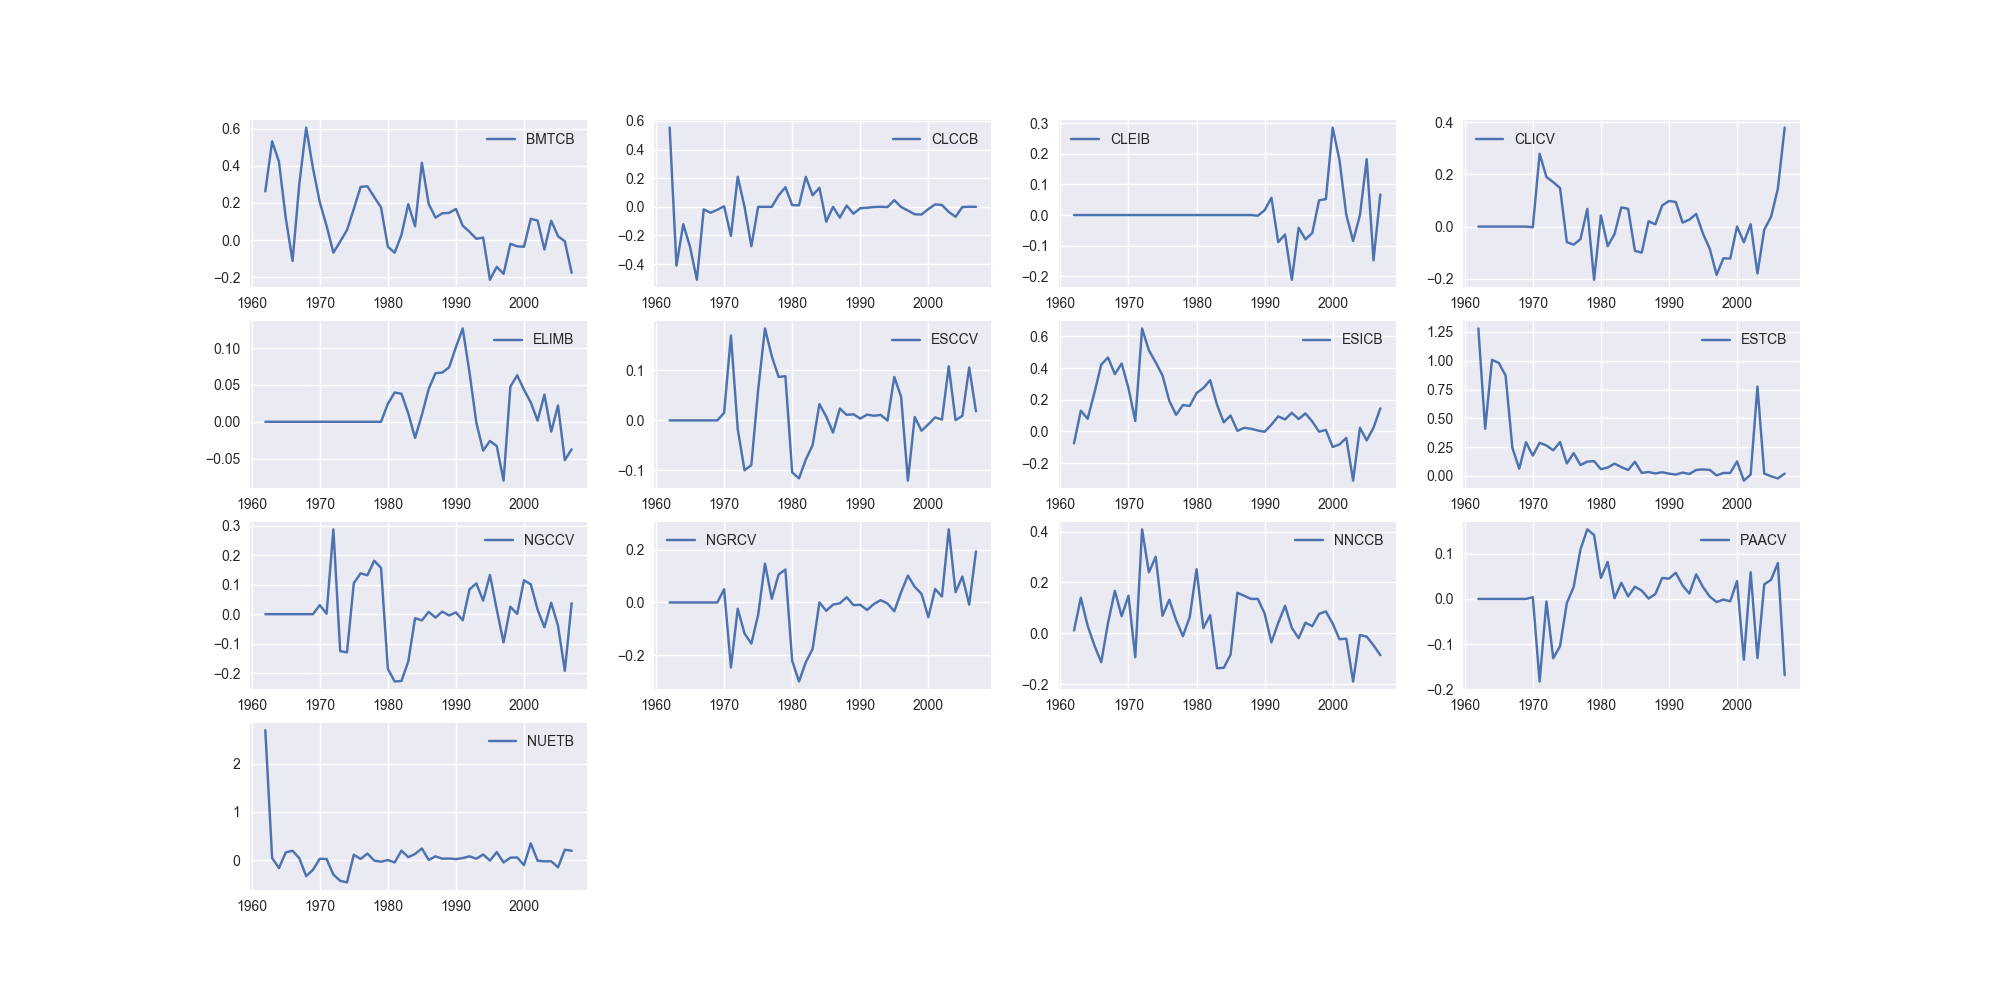 0.6 BMTCB
0.4
0.2
0.0
−0.2
1960 1970 1980 1990 2000
0.6 CLCCB
0.4
0.2
0.0
−0.2
−0.4
1960 1970 1980 1990 2000
0.3 CLEIB
0.2
0.1
0.0
−0.1
−0.2
1960 1970 1980 1990 2000
0.4 CLICV
0.2
0.0
−0.2
1960 1970 1980 1990 2000
ELIMB
0.10
0.05
0.00
−0.05
1960 1970 1980 1990 2000
ESCCV
0.1
0.0
−0.1
1960 1970 1980 1990 2000
0.6 ESICB
0.4
0.2
0.0
−0.2
1960 1970 1980 1990 2000
1.25 ESTCB
1.00
0.75
0.50
0.25
0.00
1960 1970 1980 1990 2000
0.3 NGCCV
0.2
0.1
0.0
−0.1
−0.2
1960 1970 1980 1990 2000
NGRCV
0.2
0.0
−0.2
1960 1970 1980 1990 2000
0.4 NNCCB
0.2
0.0
−0.2
1960 1970 1980 1990 2000
PAACV
0.1
0.0
−0.1
−0.2
1960 1970 1980 1990 2000
NUETB
2
1
0
1960 1970 1980 1990 2000